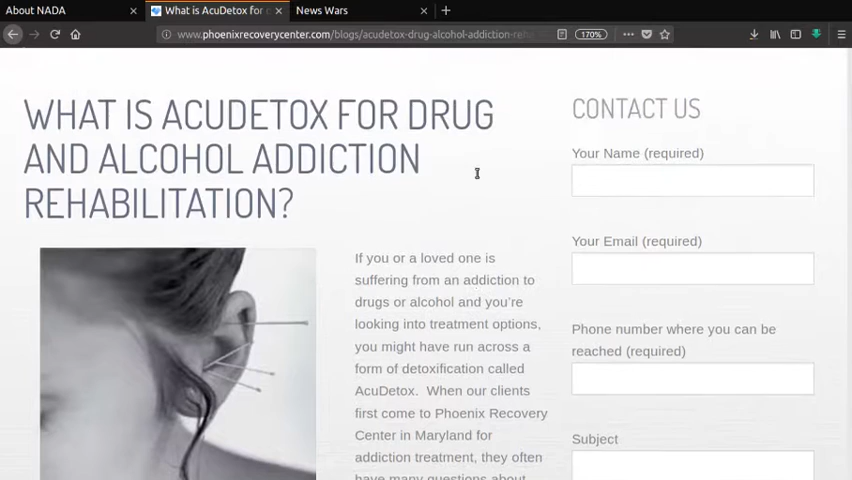 About NADA
What is AcuDetox for
News Wars
www.phoenixrecoverycenter.com/blogs/acudetox-drug-alcohol-addiction-reha
170%
WHAT IS ACUDETOX FOR DRUG
AND ALCOHOL ADDICTION
REHABILITATION?
If you or a loved one is
suffering from an addiction to
drugs or alcohol and you're
looking into treatment options,
you might have run across a
form of detoxification called
AcuDetox. When our clients
first come to Phoenix Recovery
Center in Maryland for
addiction treatment, they often
have many questions about
CONTACT US
Your Name (required)
Your Email (required)
Phone number where you can be
reached (required)
Subject